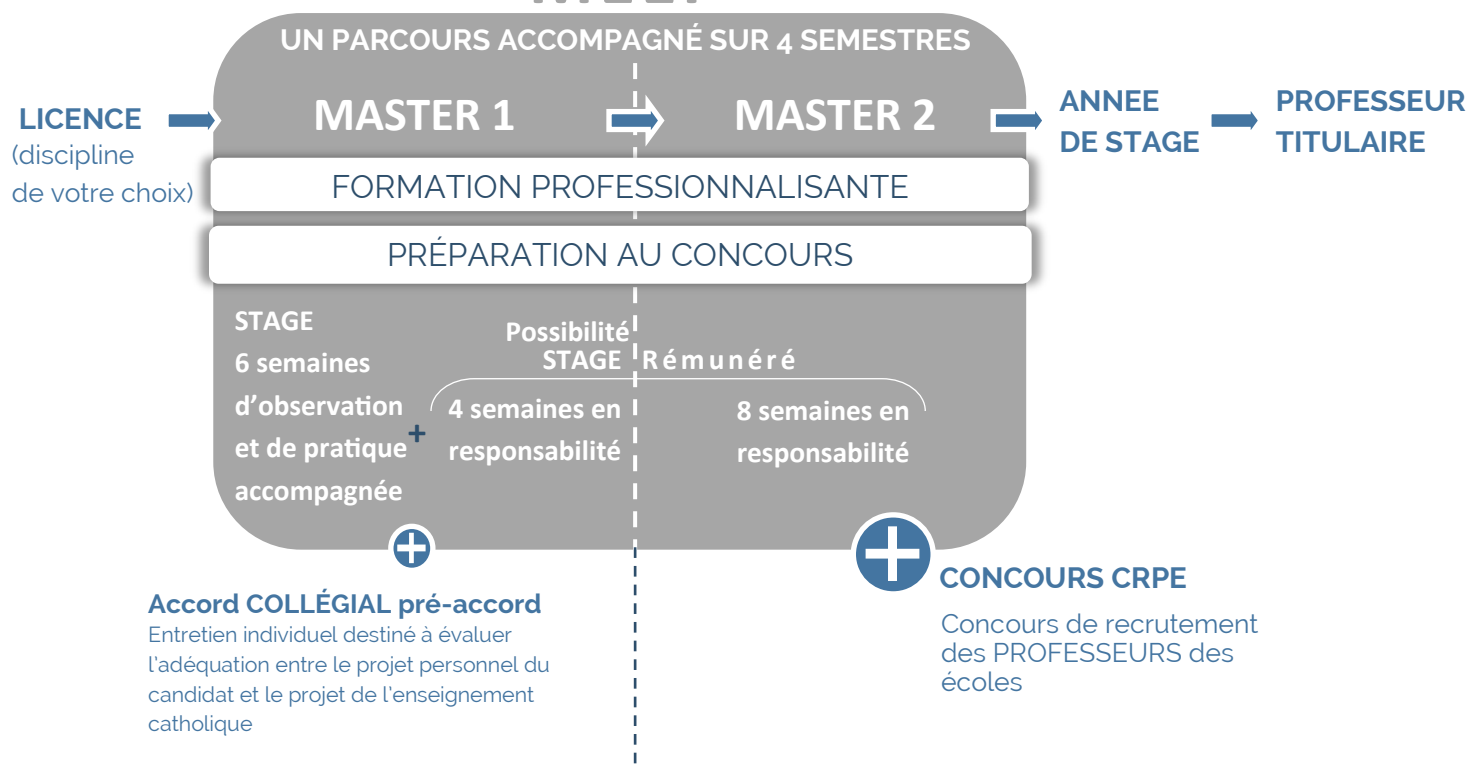 UN PARCOURS ACCOMPAGNÉ SUR 4 SEMESTRES
LICENCE
(discipline
de votre choix)
MASTER 1
MASTER 2
ANNEE
DE STAGE
PROFESSEUR
TITULAIRE
FORMATION PROFESSIONNALISANTE
PRÉPARATION AU CONCOURS
STAGE
6 semaines
d'observation
et de pratique
accompagnée
+
Possibilité
STAGE Rémunéré
4 semaines en
responsabilité
8 semaines en
responsabilité
Accord COLLÉGIAL pré-accord
Entretien individuel destiné à évaluer
l'adéquation entre le projet personnel du
candidat et le projet de l'enseignement
catholique
CONCOURS CRPE
Concours de recrutement
des PROFESSEURS des
écoles